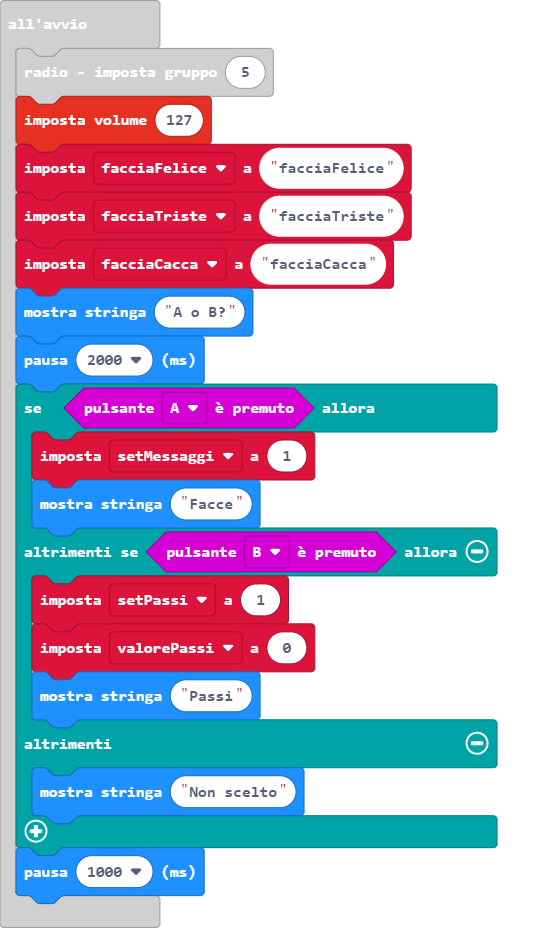 all'avvio
radio - imposta gruppo 5
imposta volume 127
imposta facciaFelice a "facciaFelice"
imposta facciaTriste a "facciaTriste"
imposta facciaCacca a "facciaCacca"
mostra stringa "A o B?"
pausa 2000 (ms)
se pulsante A è premuto allora
imposta setMessaggi a 1
mostra stringa "Facce"
altrimenti se pulsante B è premuto allora
imposta setPassi a 1
imposta valorePassi a 0
mostra stringa "Passi"
altrimenti
mostra stringa "Non scelto"
pausa 1000 (ms)